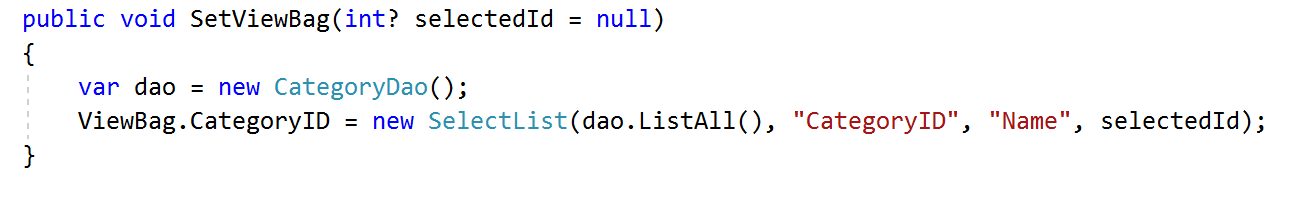 public void SetViewBag(int? selectedId = null)
{
    var dao = new CategoryDao();
    ViewBag.CategoryID = new SelectList(dao.ListAll(), "CategoryID", "Name", selectedId);
}